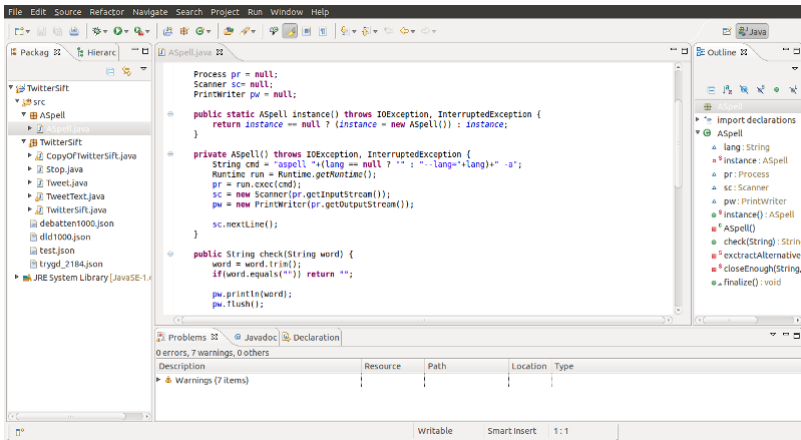 File Edit Source Refactor Navigate Search Project Run Window Help
Java
Packag
Hierarc
TwitterSift
src
ASpell
ASpell.java
TwitterSift
CopyOfTwitterSift.java
Stop.java
Tweet.java
TweetText.java
TwitterSift.java
debatten1000.json
dld1000.json
test.json
trygd_2184.json
JRE System Library [JavaSE-1.
ASpell.java
Process pr = null;
Scanner sc= null;
PrintWriter pw = null;
public static ASpell instance() throws IOException, InterruptedException {
return instance == null ? (instance = new ASpell()) : instance;
}
private ASpell() throws IOException, InterruptedException {
String cmd = "aspell "+(lang == null ? "" : "--lang="+lang)+" -a";
Runtime run = Runtime.getRuntime();
pr = run.exec(cmd);
sc = new Scanner(pr.getInputStream());
pw = new PrintWriter(pr.getOutputStream());
sc.nextLine();
}
public String check(String word) {
word = word.trim();
if(word.equals("")) return "";
pw.println(word);
pw.flush();
Outline
ASpell
import declarations
ASpell
lang : String
instance : ASpell
pr : Process
sc : Scanner
pw : PrintWriter
instance() : ASpell
ASpell()
check(String) : Strin
exctractAlternative
closeEnough(String,
finalize() : void
Problems
Javadoc
Declaration
0 errors, 7 warnings, 0 others
Description Resource Path Location Type
Warnings (7 items)
Writable Smart Insert 1 : 1